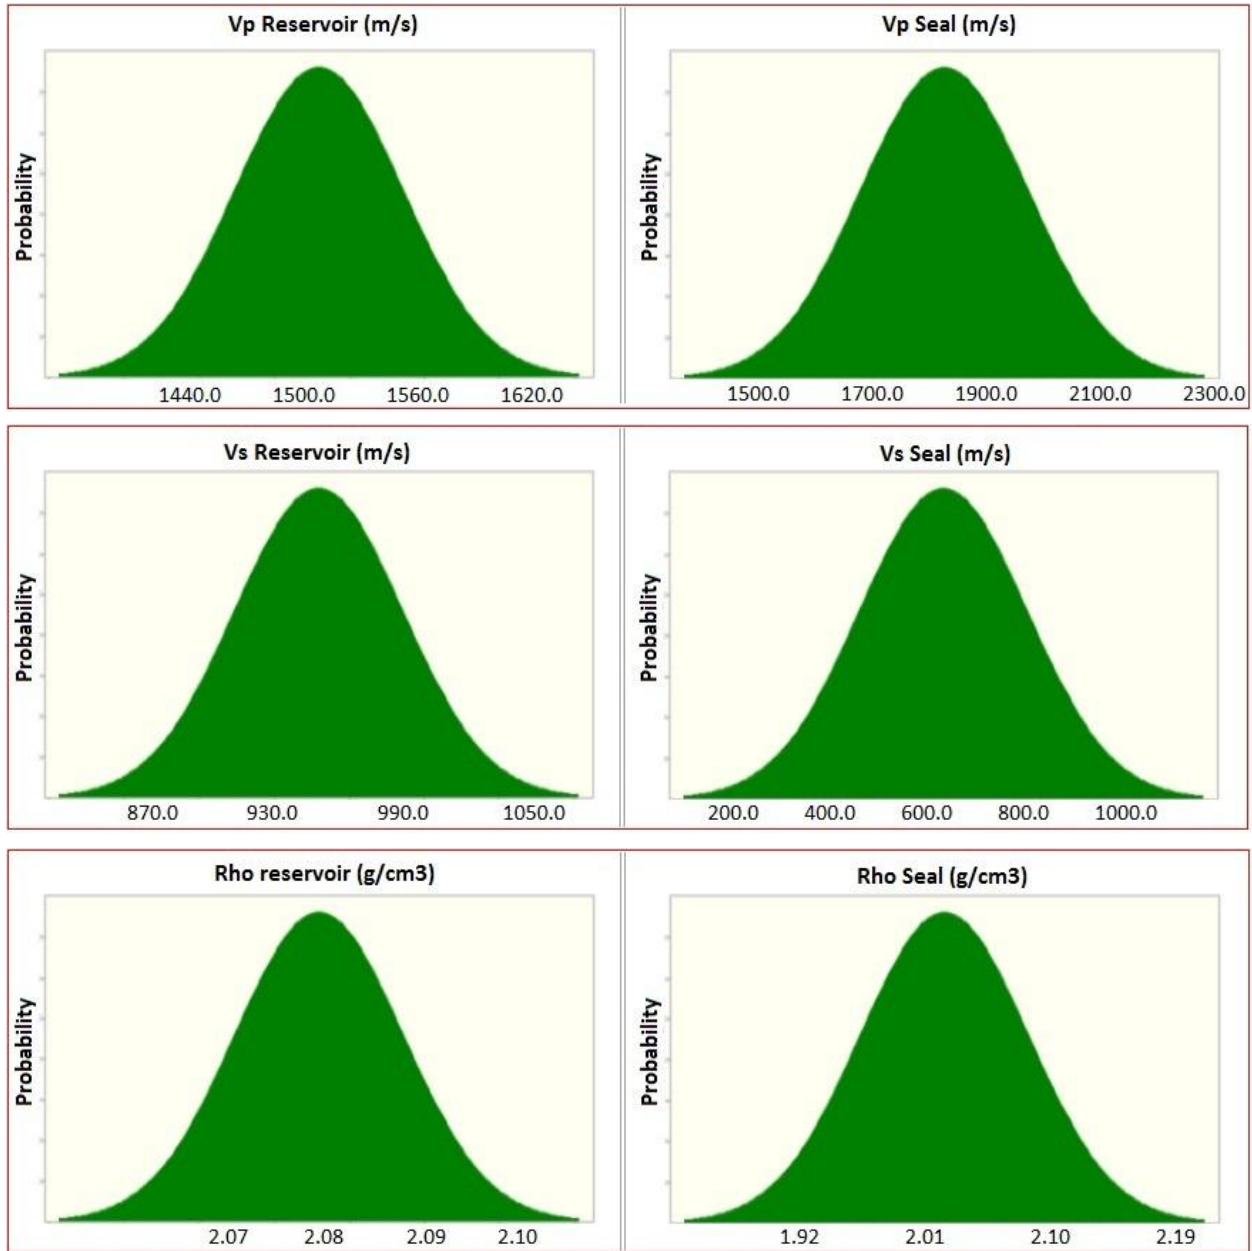 Vp Reservoir (m/s)
Probability
1440.0 1500.0 1560.0 1620.0
Vp Seal (m/s)
Probability
1500.0 1700.0 1900.0 2100.0 2300.0
Vs Reservoir (m/s)
Probability
870.0 930.0 990.0 1050.0
Vs Seal (m/s)
Probability
200.0 400.0 600.0 800.0 1000.0
Rho reservoir (g/cm3)
Probability
2.07 2.08 2.09 2.10
Rho Seal (g/cm3)
Probability
1.92 2.01 2.10 2.19